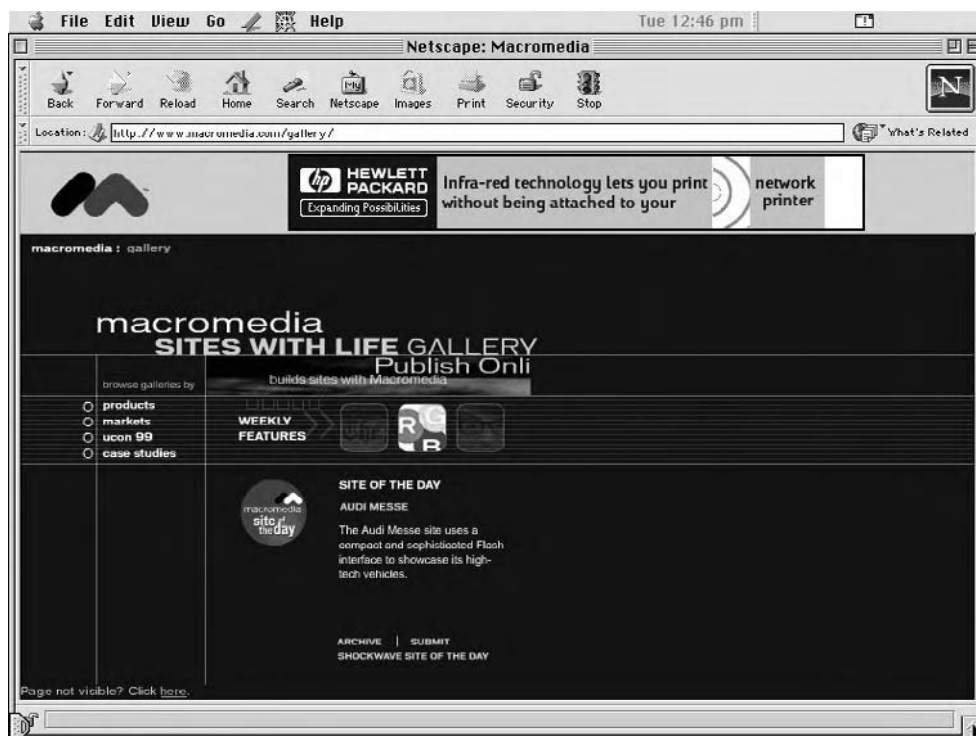 File Edit View Go Help Tue 12:46 pm
Netscape: Macromedia
Back Forward Reload Home Search Netscape Images Print Security Stop N
My
Location: http://www.macromedia.com/gallery/ What's Related
hp HEWLETT PACKARD Expanding Possibilities
Infra-red technology lets you print
without being attached to your
network
printer
macromedia : gallery
macromedia
SITES WITH LIFE GALLERY
Publish Onli
builds sites with Macromedia
browse galleries by
products
markets
ucon 99
case studies
WEEKLY
FEATURES
RGB
SITE OF THE DAY
AUDI MESSE
macromedia
site of
the day
The Audi Messe site uses a
compact and sophisticated Flash
interface to showcase its high-
tech vehicles.
ARCHIVE | SUBMIT
SHOCKWAVE SITE OF THE DAY
Page not visible? Click here.